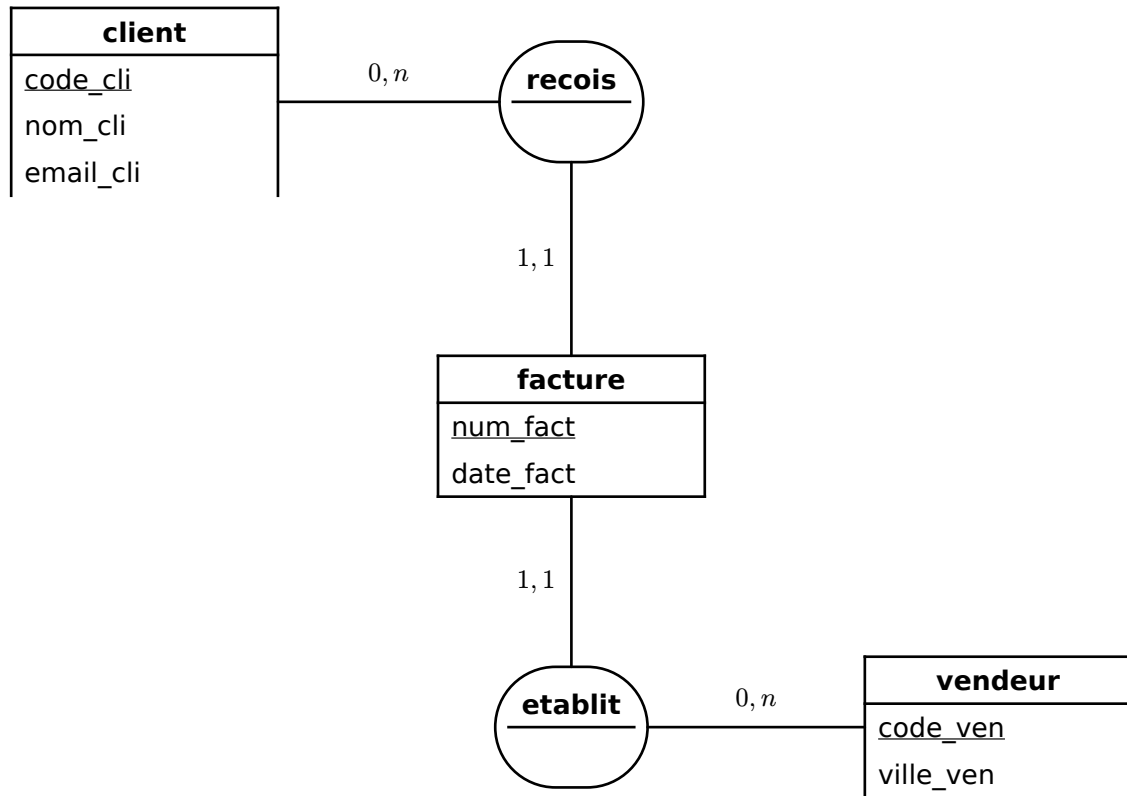 client
code_cli
nom_cli
email_cli
0, n
recois
1, 1
facture
num_fact
date_fact
1, 1
etablit
0, n
vendeur
code_ven
ville_ven